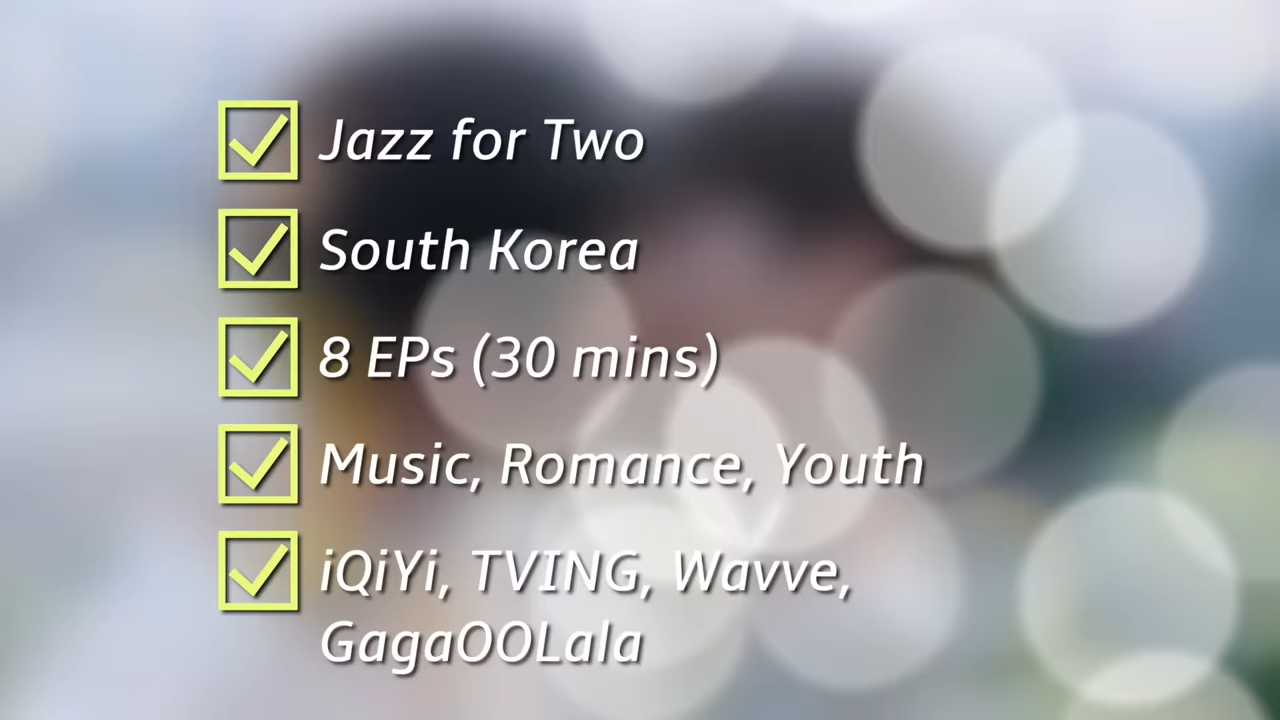 Jazz for Two
South Korea
8 EPs (30 mins)
Music, Romance, Youth
iQiYi, TVING, Wavve,
GagaOOLala